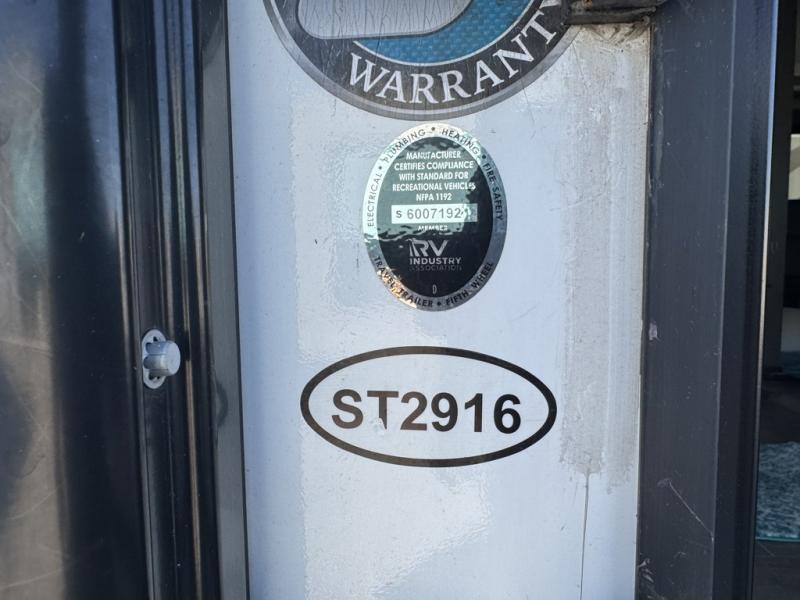 WARRANTY
ELECTRICAL • PLUMBING • HEATING • FIRE-SAFETY
MANUFACTURER
CERTIFIES COMPLIANCE
WITH STANDARD FOR
RECREATIONAL VEHICLES
NFPA 1192
S 6007192
MEMBER
RV
INDUSTRY
ASSOCIATION
D
TRAVEL TRAILER • FIFTH WHEEL
ST2916